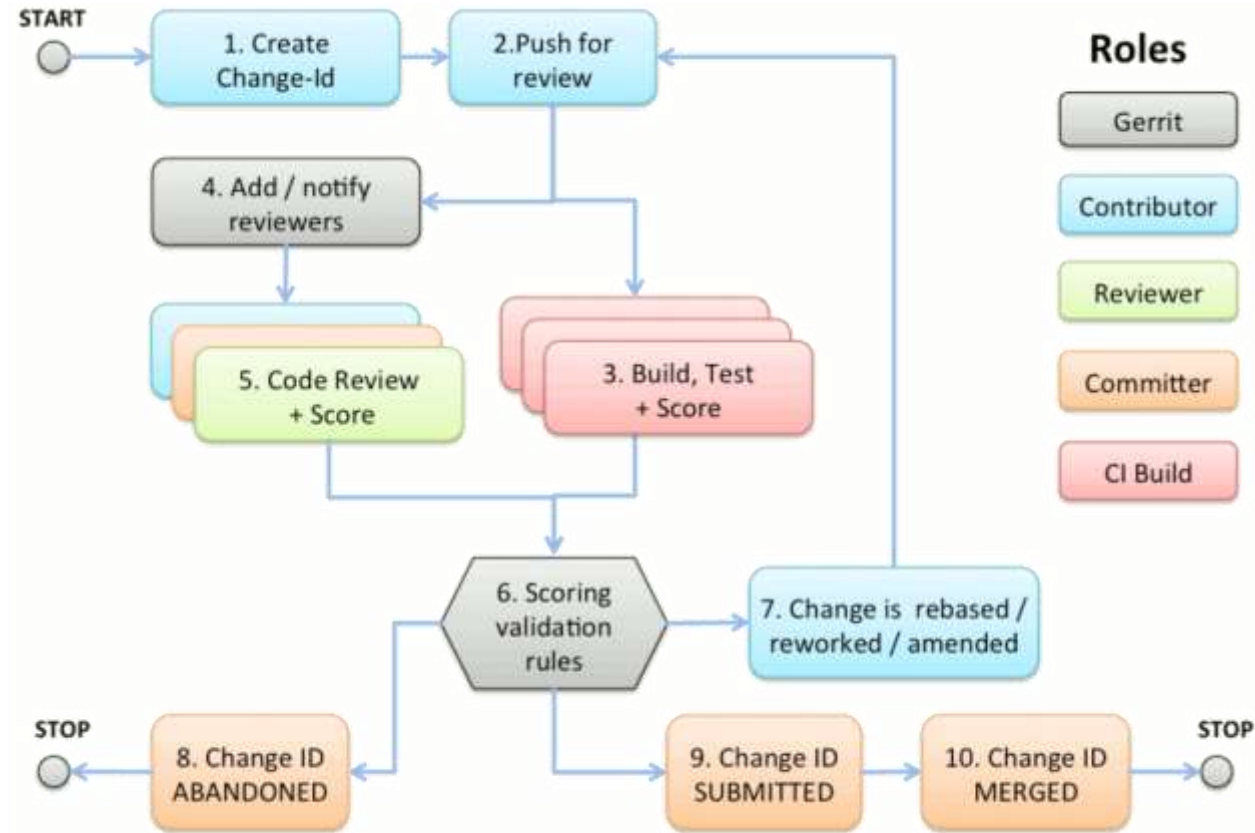 START
1. Create
Change-Id
2.Push for
review
Roles
Gerrit
4. Add / notify
reviewers
Contributor
Reviewer
5. Code Review
+ Score
3. Build, Test
+ Score
Committer
CI Build
6. Scoring
validation
rules
7. Change is rebased /
reworked / amended
STOP
8. Change ID
ABANDONED
9. Change ID
SUBMITTED
10. Change ID
MERGED
STOP